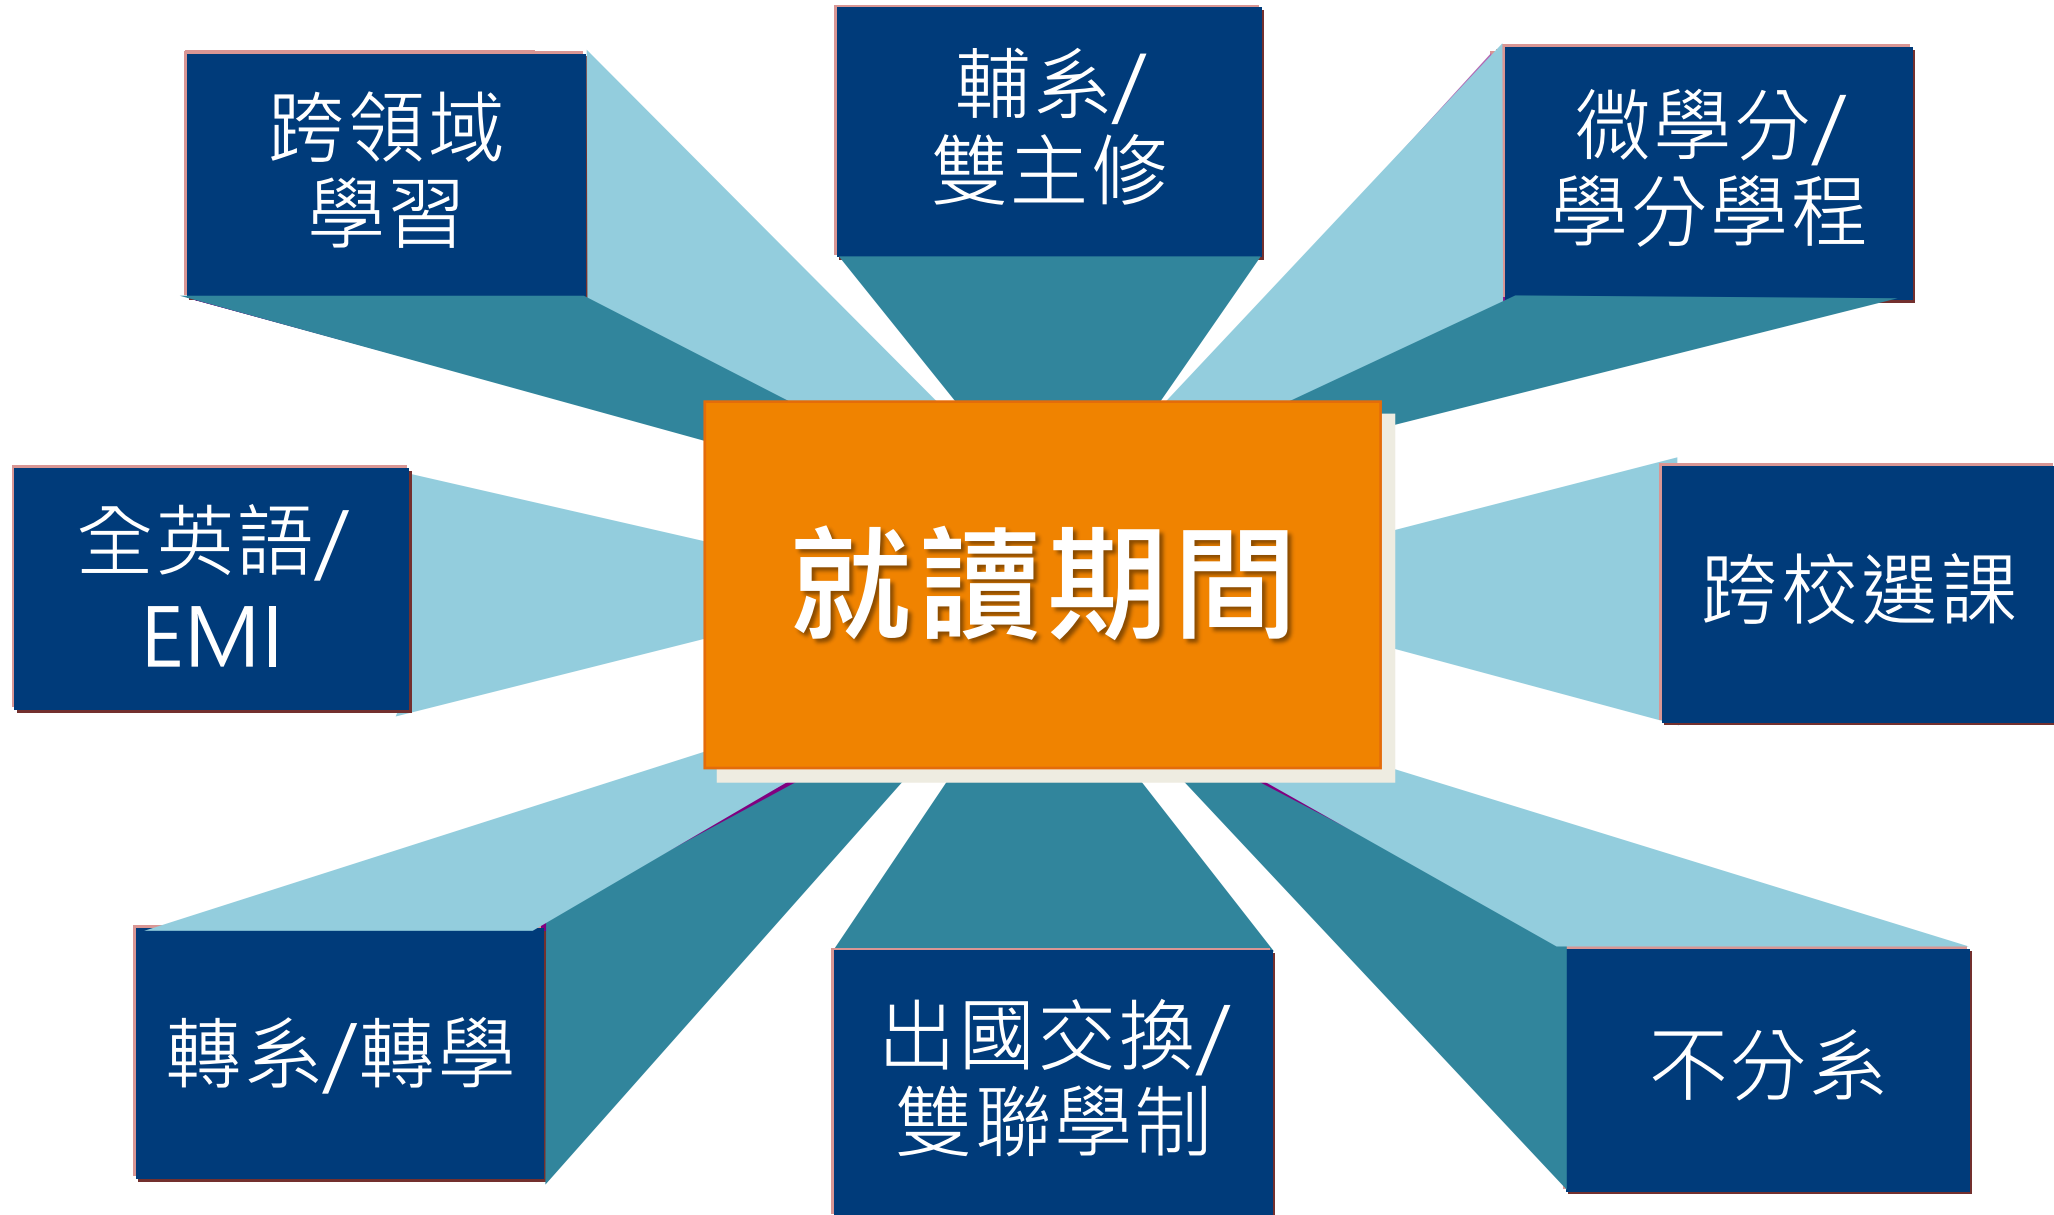 跨領域
學習
輔系/
雙主修
微學分/
學分學程
全英語/
EMI
就讀期間
跨校選課
轉系/轉學
出國交換/
雙聯學制
不分系